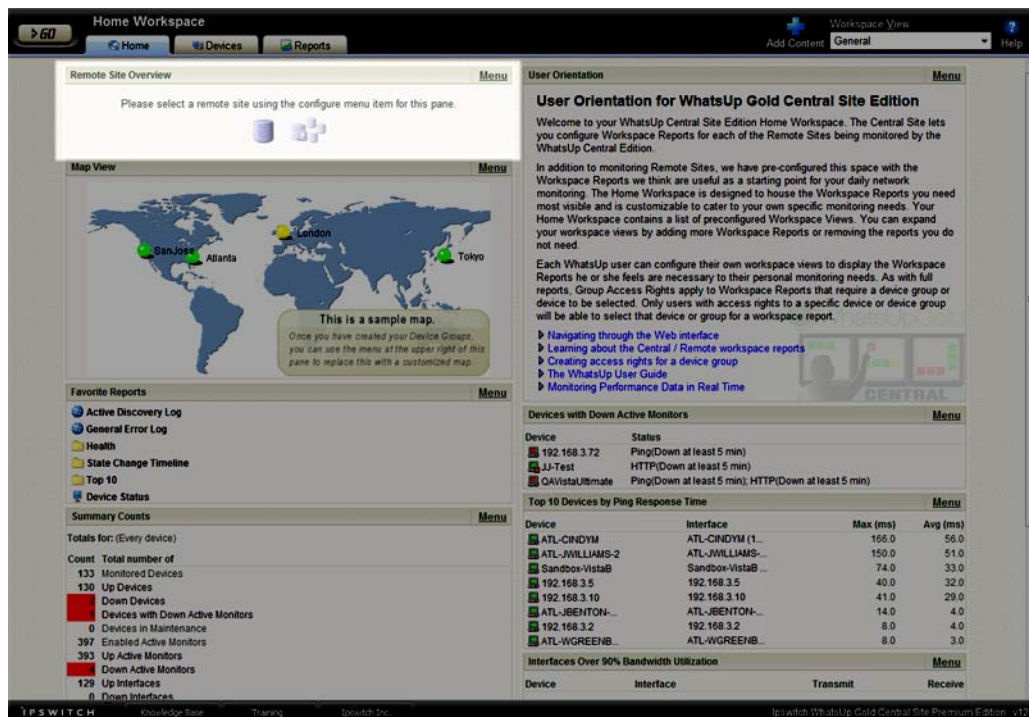 GO
Home Workspace
Home
Devices
Reports
Add Content
Workspace View
General
Help
Remote Site Overview
Menu
Please select a remote site using the configure menu item for this pane.
Map View
Menu
SanJose
Atlanta
London
Tokyo
This is a sample map.
Once you have created your Device Groups,
you can use the menu at the upper right of this
pane to replace this with a customized map.
Favorite Reports
Menu
Active Discovery Log
General Error Log
Health
State Change Timeline
Top 10
Device Status
Summary Counts
Menu
Totals for: (Every device)
Count Total number of
133 Monitored Devices
130 Up Devices
Down Devices
Devices with Down Active Monitors
0 Devices in Maintenance
397 Enabled Active Monitors
393 Up Active Monitors
Down Active Monitors
129 Up Interfaces
0 Down Interfaces
User Orientation
Menu
User Orientation for WhatsUp Gold Central Site Edition
Welcome to your WhatsUp Central Site Edition Home Workspace. The Central Site lets
you configure Workspace Reports for each of the Remote Sites being monitored by the
WhatsUp Central Edition.
In addition to monitoring Remote Sites, we have pre-configured this space with the
Workspace Reports we think are useful as a starting point for your daily network
monitoring. The Home Workspace is designed to house the Workspace Reports you need
most visible and is customizable to cater to your own specific monitoring needs. Your
Home Workspace contains a list of preconfigured Workspace Views. You can expand
your workspace views by adding more Workspace Reports or removing the reports you do
not need.
Each WhatsUp user can configure their own workspace views to display the Workspace
Reports he or she feels are necessary to their personal monitoring needs. As with full
reports, Group Access Rights apply to Workspace Reports that require a device group or
device to be selected. Only users with access rights to a specific device or device group
will be able to select that device or group for a workspace report.
WhatsUpGold
Navigating through the Web interface
Learning about the Central / Remote workspace reports
Creating access rights for a device group
The WhatsUp User Guide
Monitoring Performance Data in Real Time
CENTRAL
Devices with Down Active Monitors
Menu
Device Status
192.168.3.72 Ping(Down at least 5 min)
JJ-Test HTTP(Down at least 5 min)
QAVistaUltimate Ping(Down at least 5 min); HTTP(Down at least 5 min)
Top 10 Devices by Ping Response Time
Menu
Device Interface Max (ms) Avg (ms)
ATL-CINDYM ATL-CINDYM (1... 166.0 56.0
ATL-JWILLIAMS-2 ATL-JWILLIAMS-... 150.0 51.0
Sandbox-VistaB Sandbox-VistaB ... 74.0 33.0
192.168.3.5 192.168.3.5 40.0 32.0
192.168.3.10 192.168.3.10 41.0 29.0
ATL-JBENTON-... ATL-JBENTON-... 14.0 4.0
192.168.3.2 192.168.3.2 8.0 4.0
ATL-WGREENB... ATL-WGREENB... 8.0 3.0
Interfaces Over 90% Bandwidth Utilization
Menu
Device Interface Transmit Receive
IPSWITCH
Knowledge Base
Training
Ipswitch Inc.
Ipswitch WhatsUp Gold Central Site Premium Edition